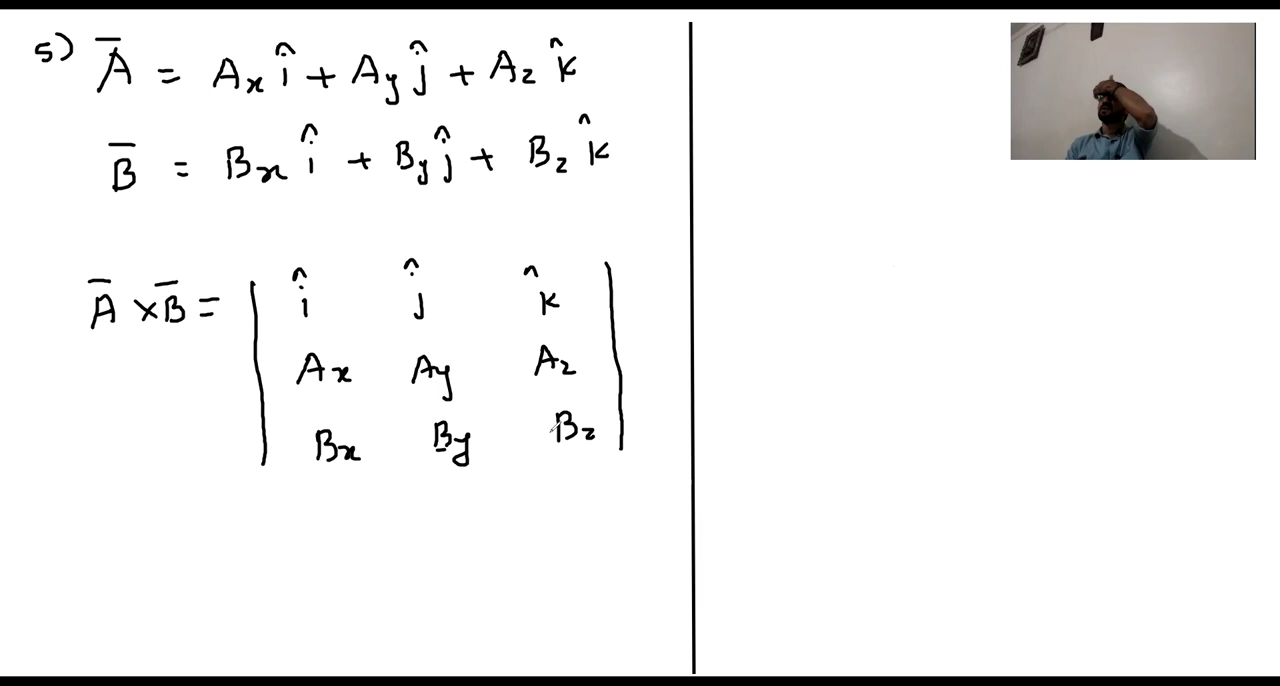 5) A̅ = Ax î + Ay ĵ + Az k̂
B̅ = Bx î + By ĵ + Bz k̂
A̅ × B̅ = | î ĵ k̂ |
Ax Ay Az
Bx By Bz